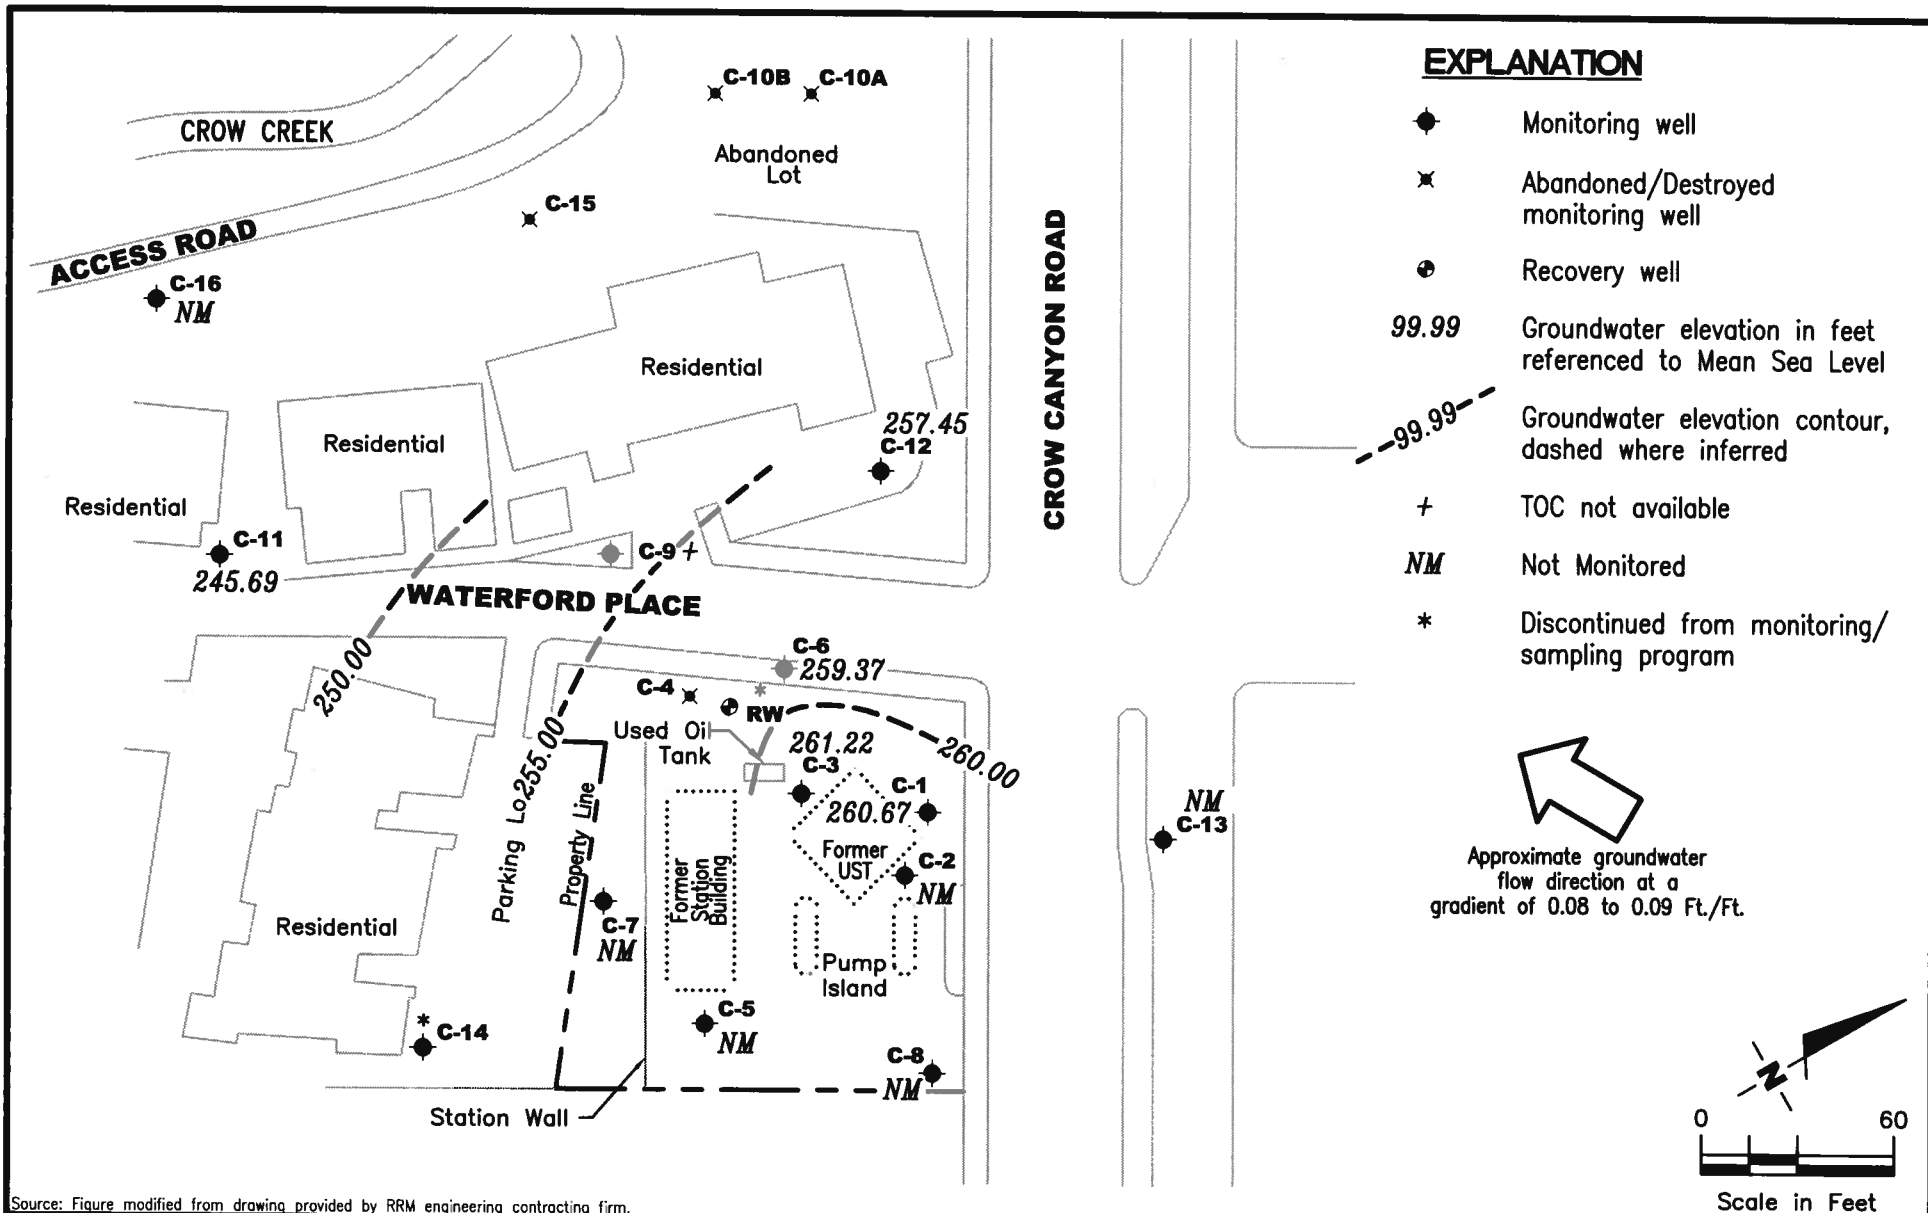 C-10B
C-10A
CROW CREEK
Abandoned
Lot
C-15
ACCESS ROAD
C-16
NM
CROW CANYON ROAD
Residential
257.45
C-12
Residential
Residential
C-11
245.69
C-9 +
WATERFORD PLACE
C-6
259.37
250.00
C-4
*
RW
Used Oi
Tank
261.22
C-3
260.00
255.00
C-1
260.67
NM
C-13
Parking Lo
Property Line
Former
Station
Building
Former
UST
C-2
NM
Residential
C-7
NM
Pump
Island
C-5
NM
*
C-14
C-8
NM
Station Wall
Source: Figure modified from drawing provided by RRM engineering contracting firm.
EXPLANATION
Monitoring well
Abandoned/Destroyed
monitoring well
Recovery well
99.99 Groundwater elevation in feet
referenced to Mean Sea Level
99.99 Groundwater elevation contour,
dashed where inferred
+ TOC not available
NM Not Monitored
* Discontinued from monitoring/
sampling program
Approximate groundwater
flow direction at a
gradient of 0.08 to 0.09 Ft./Ft.
N
0 60
Scale in Feet